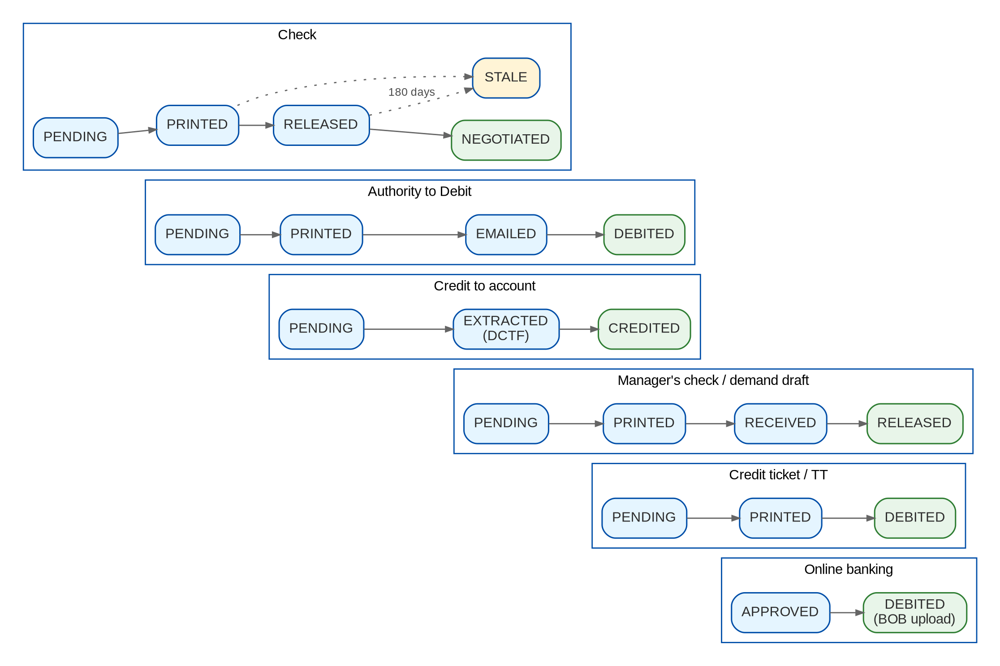 Check
STALE
180 days
PENDING
PRINTED
RELEASED
NEGOTIATED
Authority to Debit
PENDING
PRINTED
EMAILED
DEBITED
Credit to account
PENDING
EXTRACTED
(DCTF)
CREDITED
Manager's check / demand draft
PENDING
PRINTED
RECEIVED
RELEASED
Credit ticket / TT
PENDING
PRINTED
DEBITED
Online banking
APPROVED
DEBITED
(BOB upload)